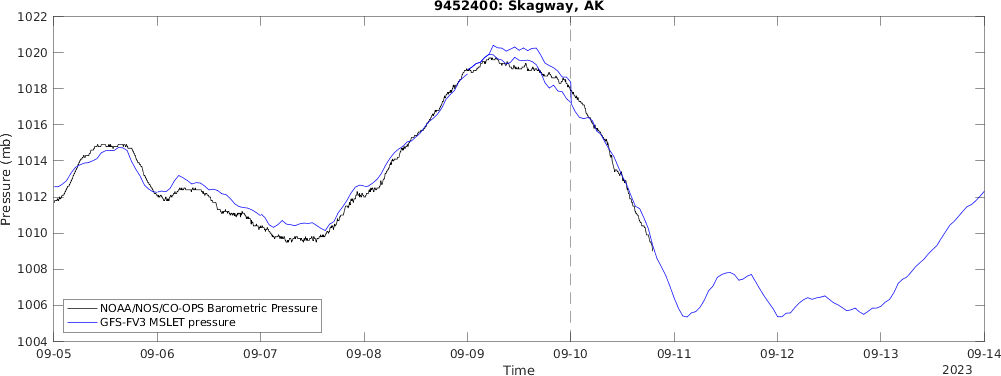 9452400: Skagway, AK
Pressure (mb)
1022
1020
1018
1016
1014
1012
1010
1008
1006
1004
NOAA/NOS/CO-OPS Barometric Pressure
GFS-FV3 MSLET pressure
09-05 09-06 09-07 09-08 09-09 09-10 09-11 09-12 09-13 09-14
Time
2023